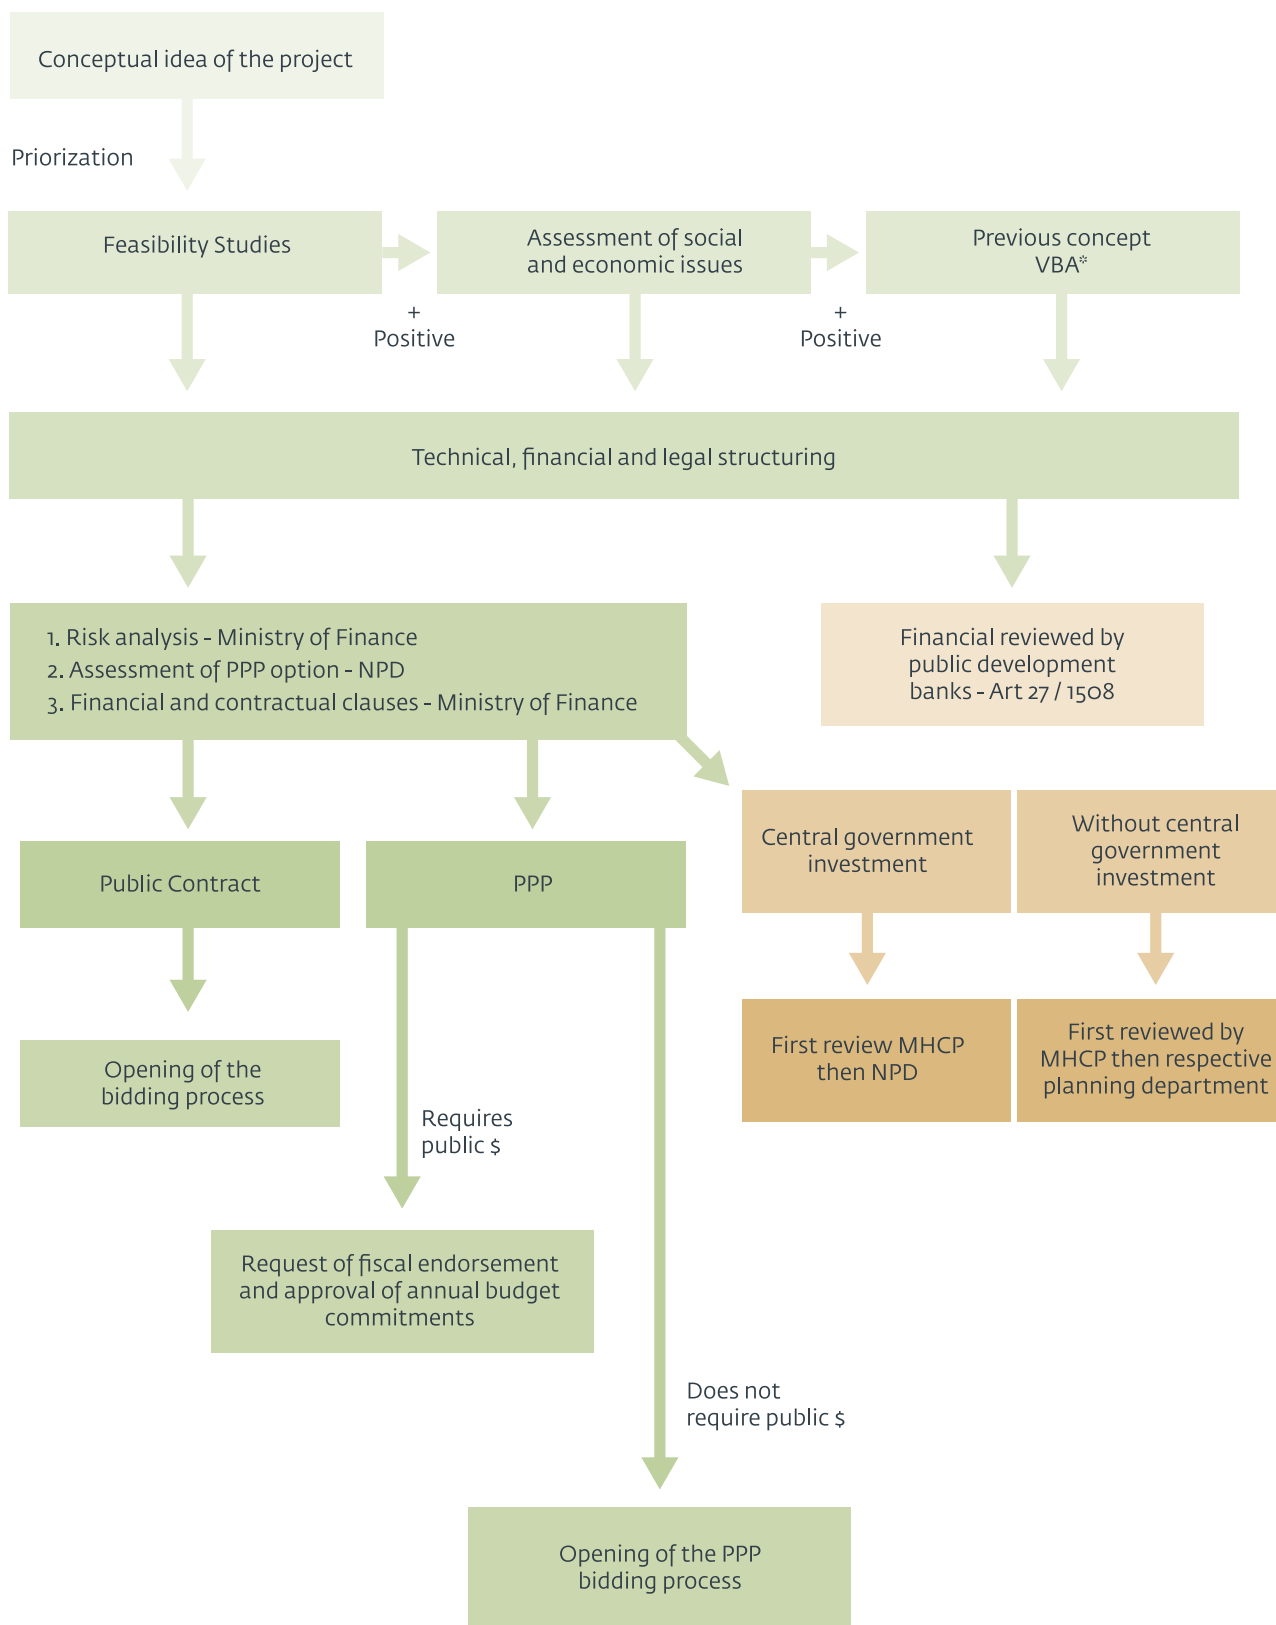 Conceptual idea of the project
Priorization
Feasibility Studies
Assessment of social
and economic issues
Previous concept
VBA*
+
Positive
+
Positive
Technical, financial and legal structuring
1. Risk analysis - Ministry of Finance
2. Assessment of PPP option - NPD
3. Financial and contractual clauses - Ministry of Finance
Financial reviewed by
public development
banks - Art 27 / 1508
Public Contract
PPP
Central government
investment
Without central
government
investment
Opening of the
bidding process
First review MHCP
then NPD
First reviewed by
MHCP then respective
planning department
Requires
public $
Request of fiscal endorsement
and approval of annual budget
commitments
Does not
require public $
Opening of the PPP
bidding process